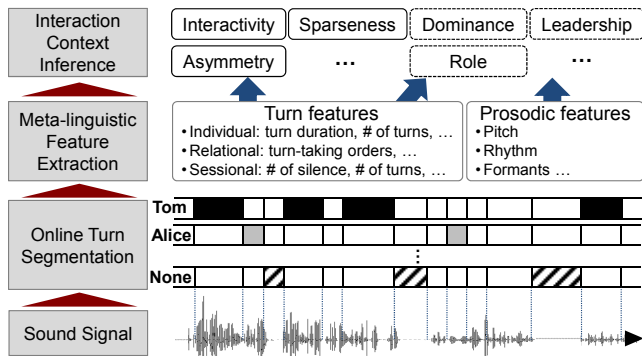 Interaction
Context
Inference
Interactivity
Sparseness
Dominance
Leadership
Asymmetry
...
Role
...
Meta-linguistic
Feature
Extraction
Turn features
• Individual: turn duration, # of turns, ...
• Relational: turn-taking orders, ...
• Sessional: # of silence, # of turns, ...
Prosodic features
• Pitch
• Rhythm
• Formants ...
Online Turn
Segmentation
Tom
Alice
⋮
None
Sound Signal